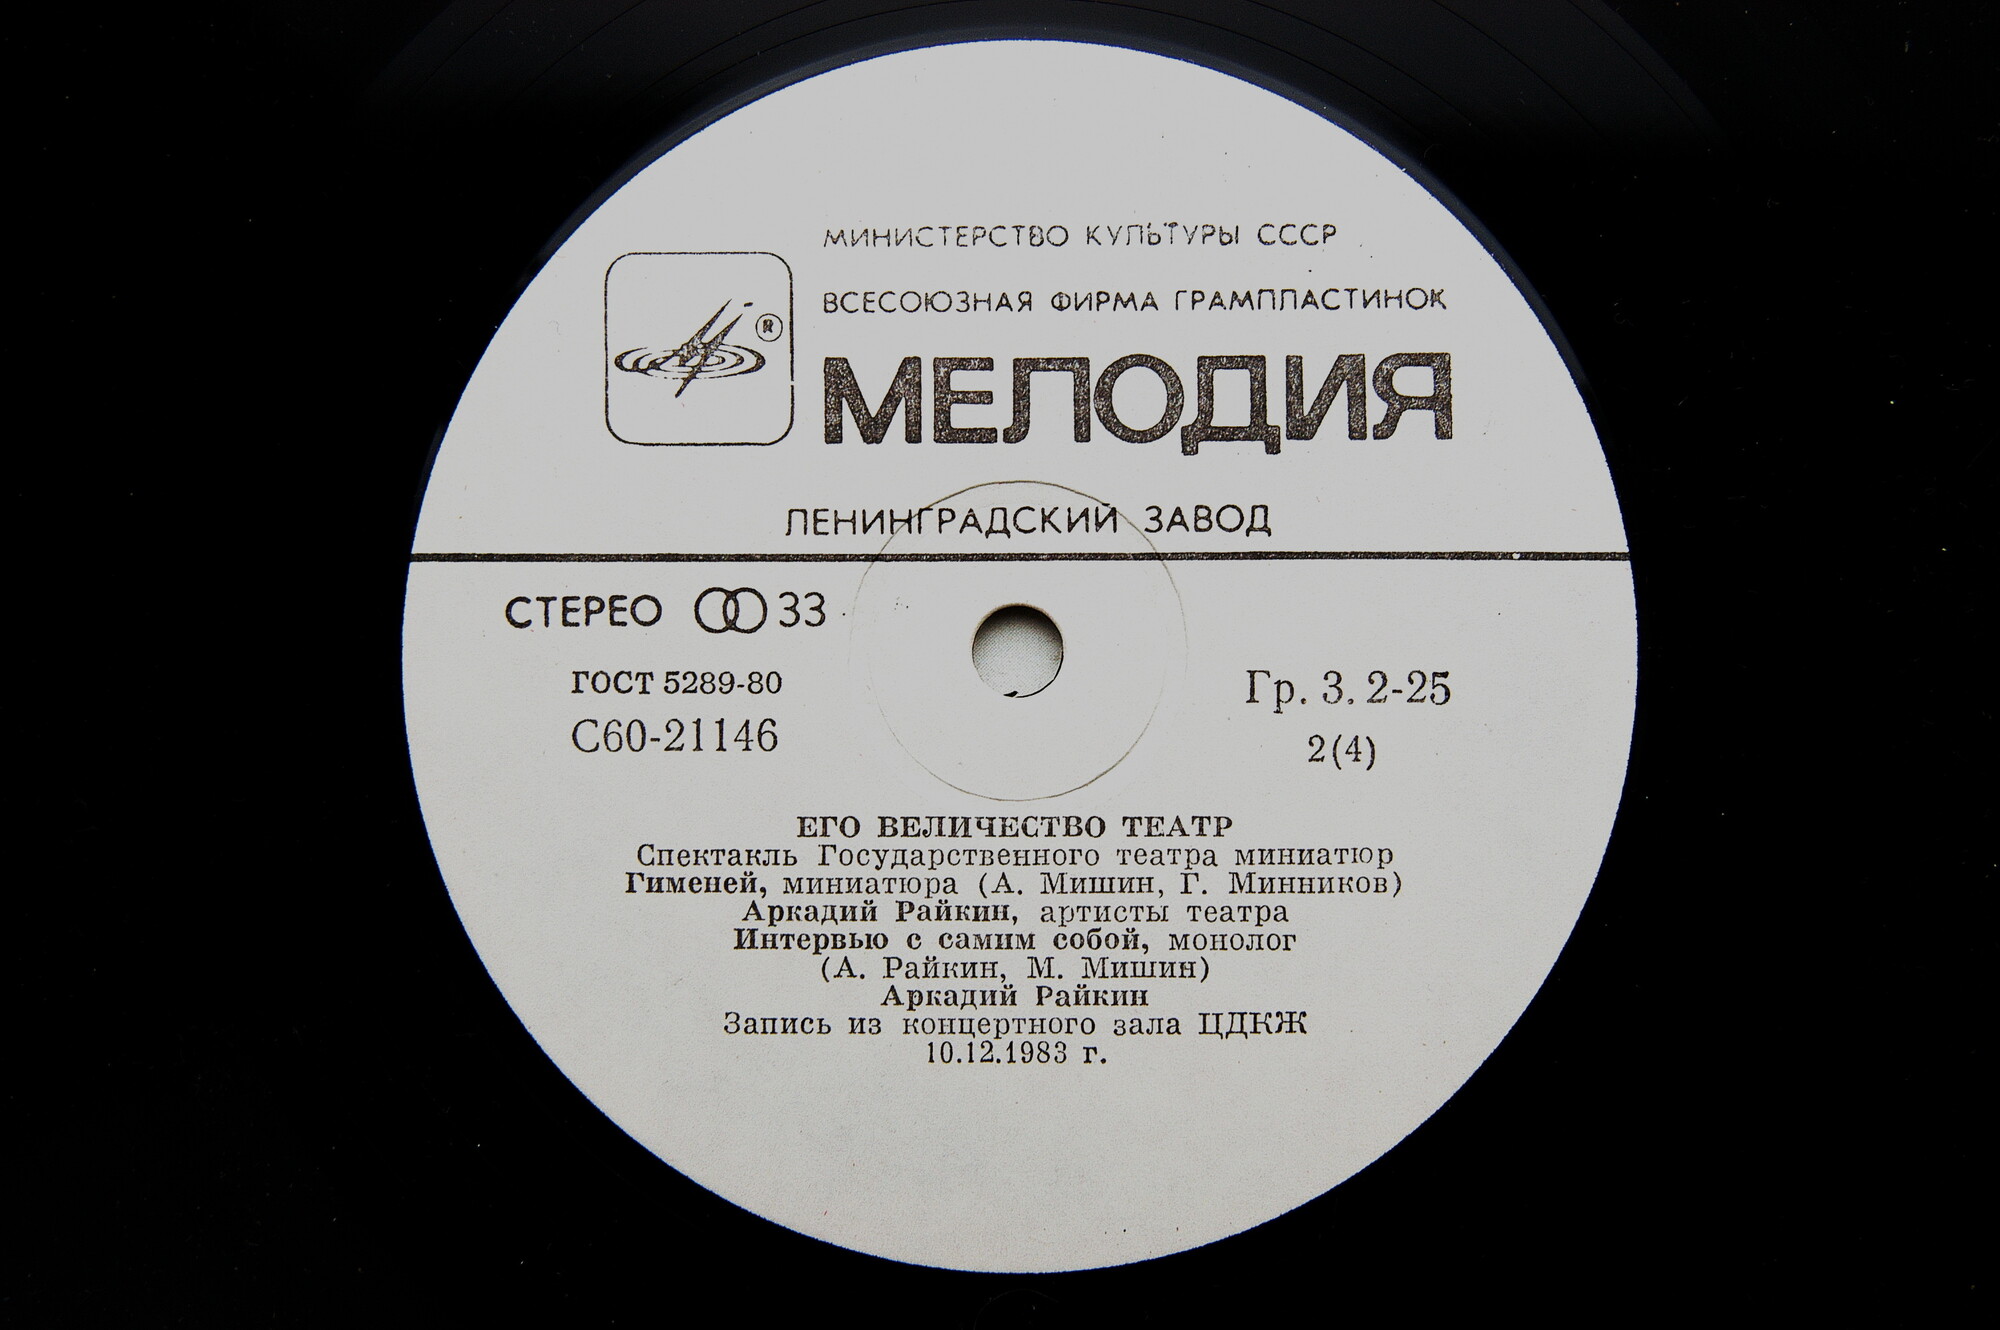 МИНИСТЕРСТВО КУЛЬТУРЫ СССР
ВСЕСОЮЗНАЯ ФИРМА ГРАМПЛАСТИНОК
®
МЕЛОДИЯ
ЛЕНИНГРАДСКИЙ ЗАВОД
СТЕРЕО 33
ГОСТ 5289-80
С60-21146
Гр. 3. 2-25
2(4)
ЕГО ВЕЛИЧЕСТВО ТЕАТР
Спектакль Государственного театра миниатюр
Гименей, миниатюра (А. Мишин, Г. Минников)
Аркадий Райкин, артисты театра
Интервью с самим собой, монолог
(А. Райкин, М. Мишин)
Аркадий Райкин
Запись из концертного зала ЦДКЖ
10.12.1983 г.